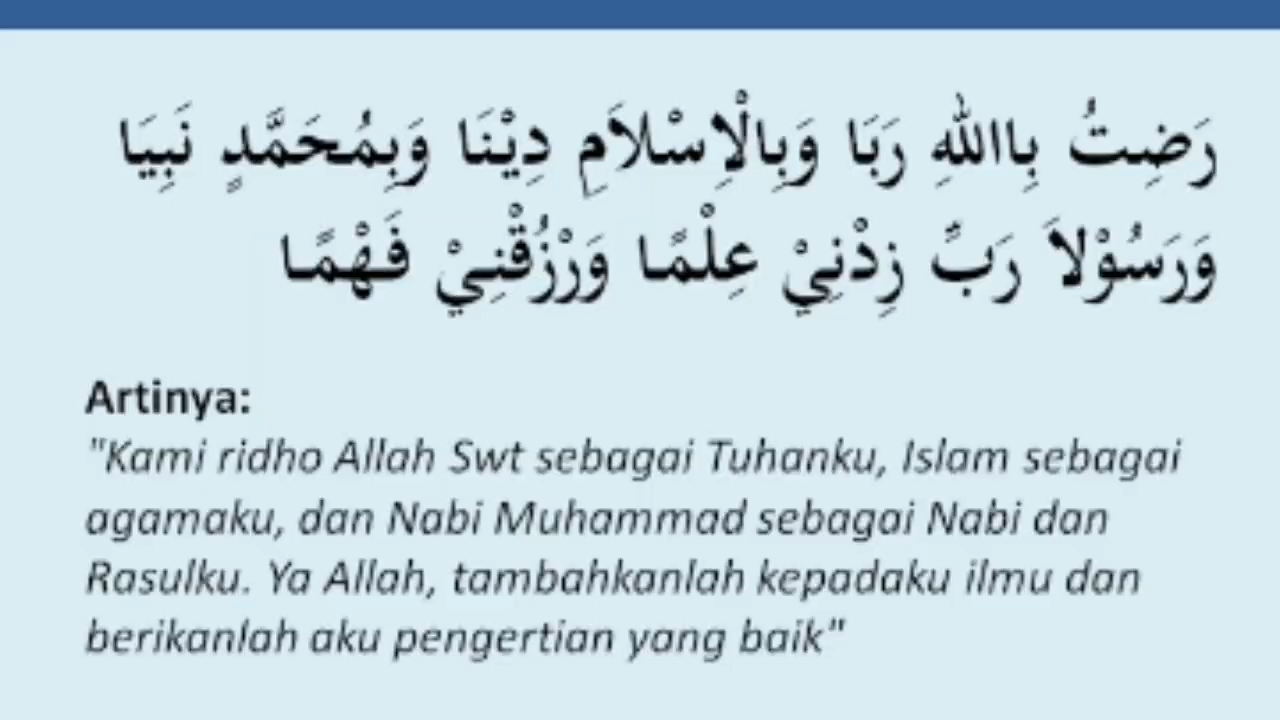 رَضِتُ بِاللهِ رَبَا وَبِالْاِسْلاَمِ دِيْنَا وَبِمُحَمَّدٍ نَبِيَا
وَرَسُوْلاَ رَبِّ زِدْنِيْ عِلْمًا وَرْزُقْنِيْ فَهْمًا
Artinya:
"Kami ridho Allah Swt sebagai Tuhanku, Islam sebagai
agamaku, dan Nabi Muhammad sebagai Nabi dan
Rasulku. Ya Allah, tambahkanlah kepadaku ilmu dan
berikanlah aku pengertian yang baik"